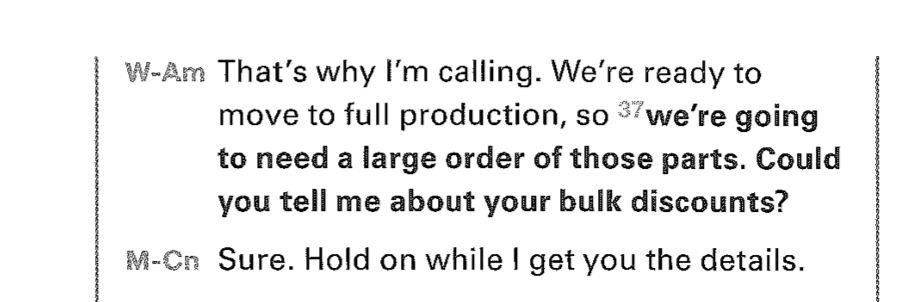 W-Am That's why I'm calling. We're ready to
move to full production, so 37we're going
to need a large order of those parts. Could
you tell me about your bulk discounts?
M-Cn Sure. Hold on while I get you the details.